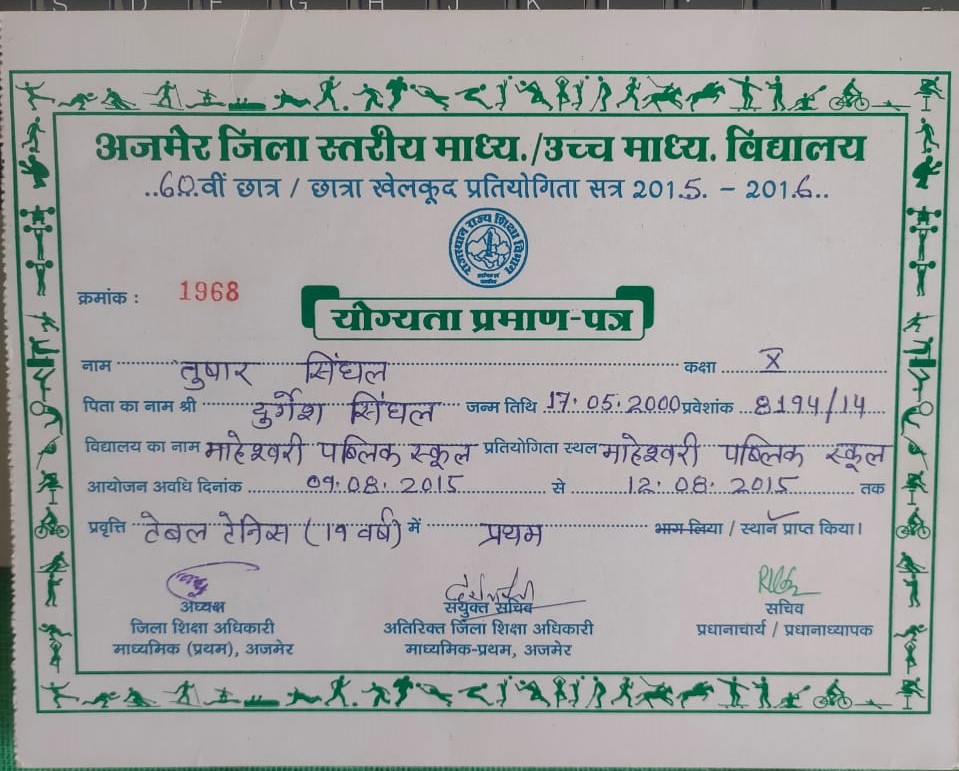 अजमेर जिला स्तरीय माध्य./उच्च माध्य. विद्यालय
..60.वीं छात्र / छात्रा खेलकूद प्रतियोगिता सत्र 2015. - 2016..
राजस्थान राज्य शिक्षा विभाग
क्रमांक : 1968
योग्यता प्रमाण-पत्र
नाम तुषार सिंघल कक्षा X
पिता का नाम श्री दुर्गेश सिंघल जन्म तिथि 17.05.2000 प्रवेशांक 8194/14
विद्यालय का नाम माहेश्वरी पब्लिक स्कूल प्रतियोगिता स्थल माहेश्वरी पब्लिक स्कूल
आयोजन अवधि दिनांक 09.08.2015 से 12.08.2015 तक
प्रवृत्ति टेबल टेनिस (19 वर्ष) में प्रथम भाग लिया / स्थान प्राप्त किया।
अध्यक्ष संयुक्त सचिव सचिव
जिला शिक्षा अधिकारी अतिरिक्त जिला शिक्षा अधिकारी प्रधानाचार्य / प्रधानाध्यापक
माध्यमिक (प्रथम), अजमेर माध्यमिक-प्रथम, अजमेर